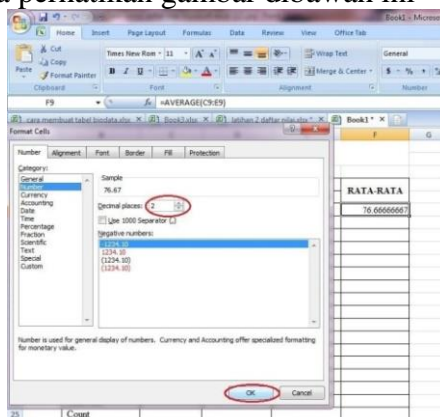 perhatikan gambar dibawah ini
Book1 - Microsof
Home Insert Page Layout Formulas Data Review View Office Tab
Cut
Copy
Paste
Format Painter
Times New Rom 11
Wrap Text
Merge & Center
General
Clipboard Font Alignment Number
F9 fx =AVERAGE(C9:E9)
cara membuat tabel biodata.xlsx Book3.xlsx latihan 2 daftar nilai.xlsx * Book1 *
F G
Format Cells
Number Alignment Font Border Fill Protection
Category:
General
Number
Currency
Accounting
Date
Time
Percentage
Fraction
Scientific
Text
Special
Custom
Sample
76.67
Decimal places: 2
Use 1000 Separator (,)
Negative numbers:
-1234.10
1234.10
(1234.10)
(1234.10)
RATA-RATA
76.66666667
Number is used for general display of numbers. Currency and Accounting offer specialized formatting
for monetary value.
OK Cancel
25 Count